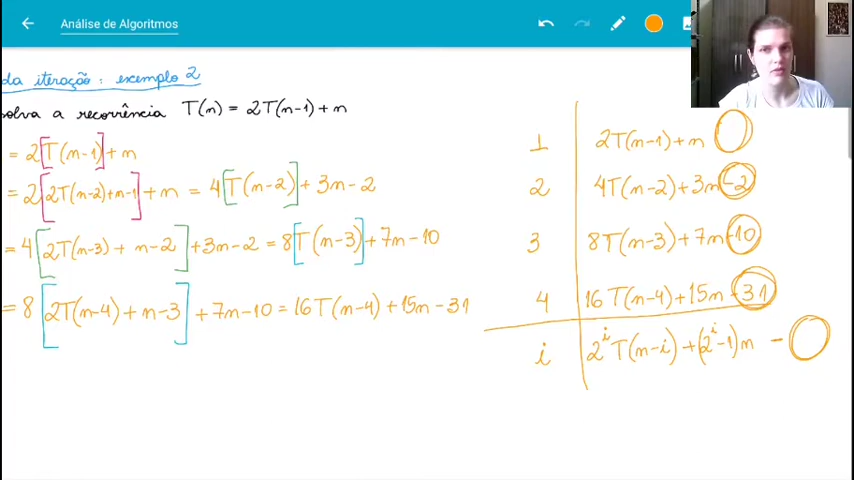 Análise de Algoritmos
da iteração: exemplo 2
solva a recorrência T(n) = 2T(n-1)+n
= 2[T(n-1)]+n
= 2[2T(n-2)+n-1]+n = 4[T(n-2)]+3n-2
= 4[2T(n-3)+n-2]+3n-2 = 8[T(n-3)]+7n-10
= 8[2T(n-4)+n-3]+7n-10 = 16T(n-4)+15n-31
1 2T(n-1)+n
2 4T(n-2)+3n-2
3 8T(n-3)+7n-10
4 16T(n-4)+15n-31
i 2^i T(n-i)+(2^i-1)n -